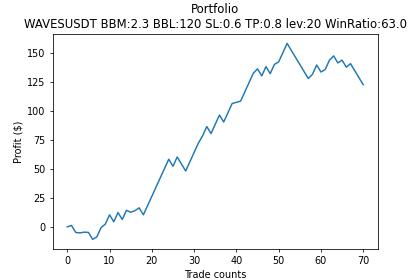 Portfolio
WAVESUSDT BBM:2.3 BBL:120 SL:0.6 TP:0.8 lev:20 WinRatio:63.0
150
125
100
75
50
25
0
Profit ($)
0 10 20 30 40 50 60 70
Trade counts